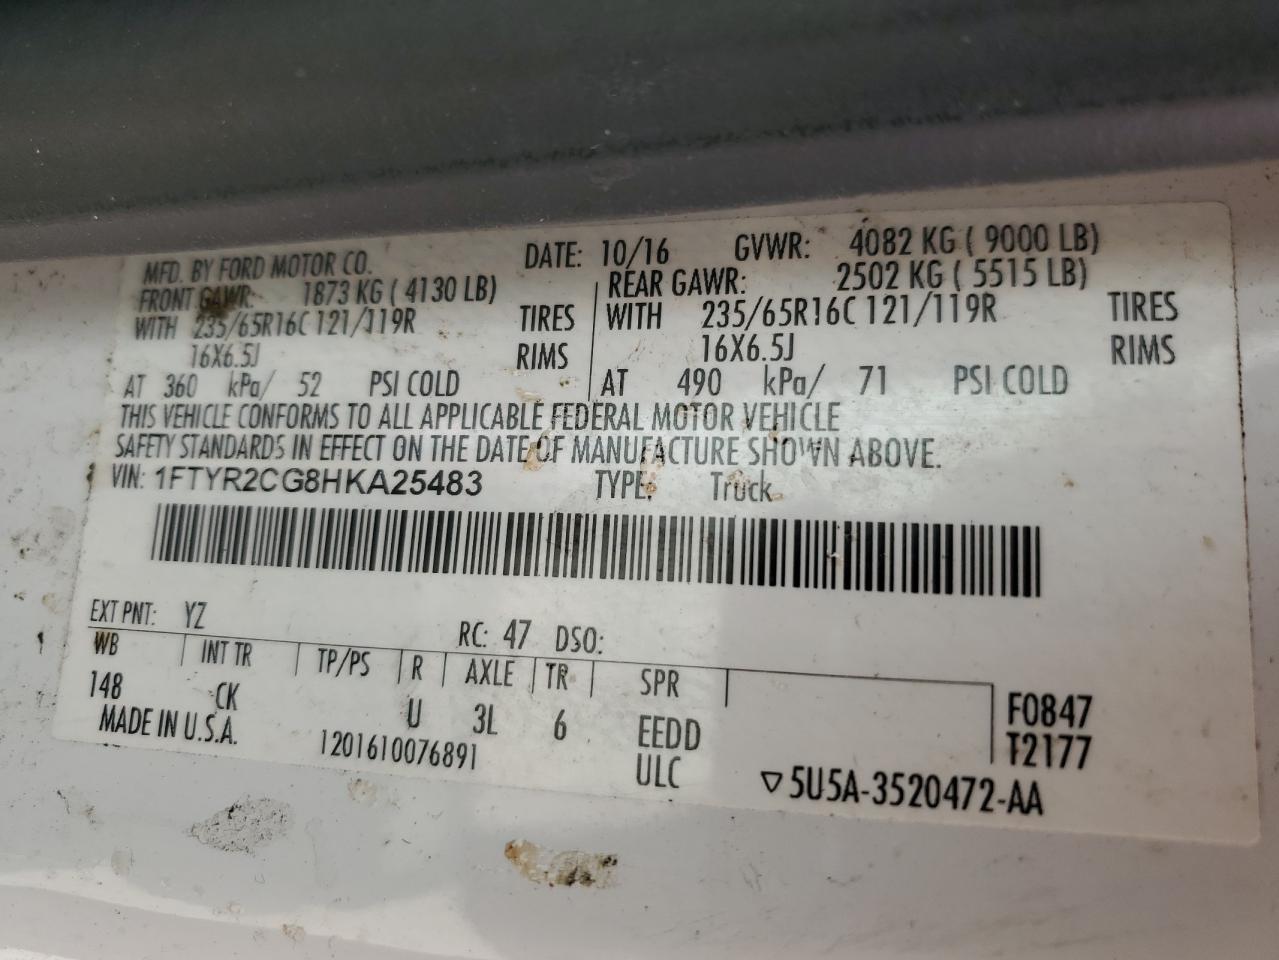 MFD. BY FORD MOTOR CO. DATE: 10/16 GVWR: 4082 KG ( 9000 LB)
FRONT GAWR: 1873 KG ( 4130 LB) REAR GAWR: 2502 KG ( 5515 LB)
WITH 235/65R16C 121/119R TIRES WITH 235/65R16C 121/119R TIRES
16X6.5J RIMS 16X6.5J RIMS
AT 360 kPa/ 52 PSI COLD AT 490 kPa/ 71 PSI COLD
THIS VEHICLE CONFORMS TO ALL APPLICABLE FEDERAL MOTOR VEHICLE
SAFETY STANDARDS IN EFFECT ON THE DATE OF MANUFACTURE SHOWN ABOVE.
VIN: 1FTYR2CG8HKA25483 TYPE: Truck
EXT PNT: YZ RC: 47 DSO:
WB INT TR TP/PS R AXLE TR SPR
148 CK U 3L 6 EEDD F0847
MADE IN U.S.A. 1201610076891 ULC T2177
▽5U5A-3520472-AA